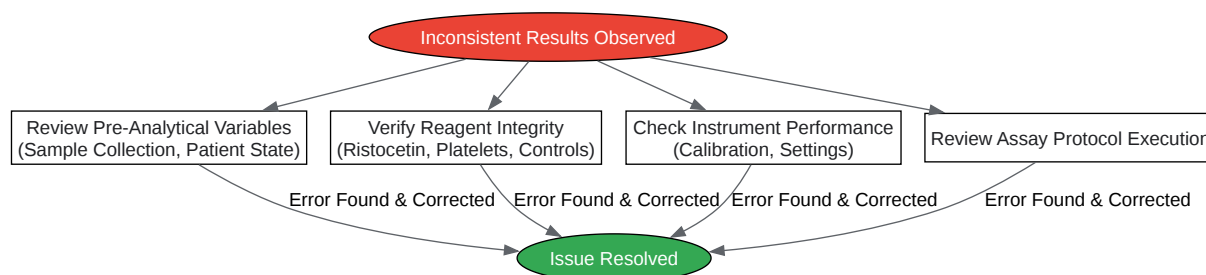 Inconsistent Results Observed
Review Pre-Analytical Variables
(Sample Collection, Patient State)
Verify Reagent Integrity
(Ristocetin, Platelets, Controls)
Check Instrument Performance
(Calibration, Settings)
Review Assay Protocol Execution
Error Found & Corrected
Error Found & Corrected
Error Found & Corrected
Error Found & Corrected
Issue Resolved